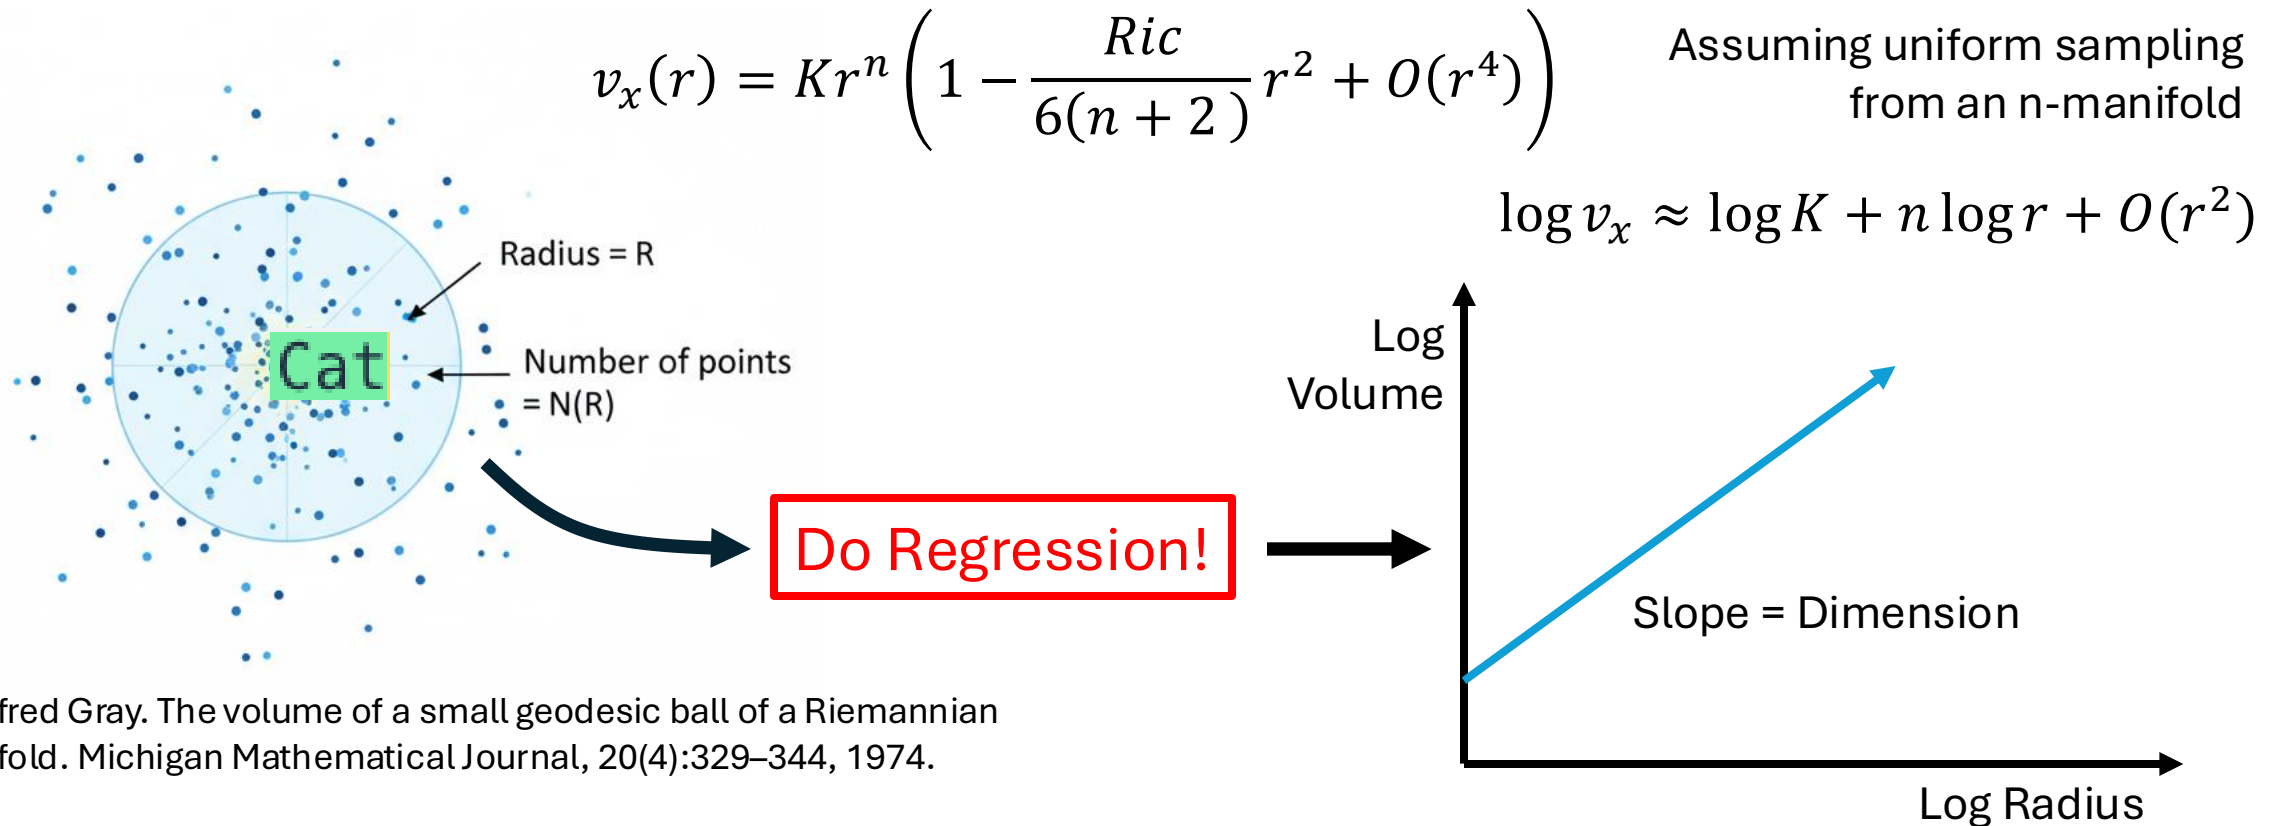 v_x(r) = Kr^n (1 − Ric / 6(n + 2) r^2 + O(r^4))
Assuming uniform sampling
from an n-manifold
log v_x ≈ log K + n log r + O(r^2)
Radius = R
Cat
Number of points
= N(R)
Do Regression!
Log
Volume
Slope = Dimension
Log Radius
fred Gray. The volume of a small geodesic ball of a Riemannian
fold. Michigan Mathematical Journal, 20(4):329–344, 1974.